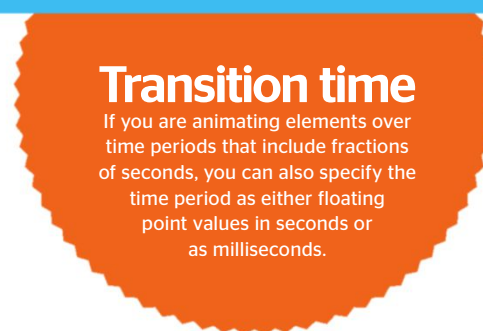 Transition time
If you are animating elements over
time periods that include fractions
of seconds, you can also specify the
time period as either floating
point values in seconds or
as milliseconds.